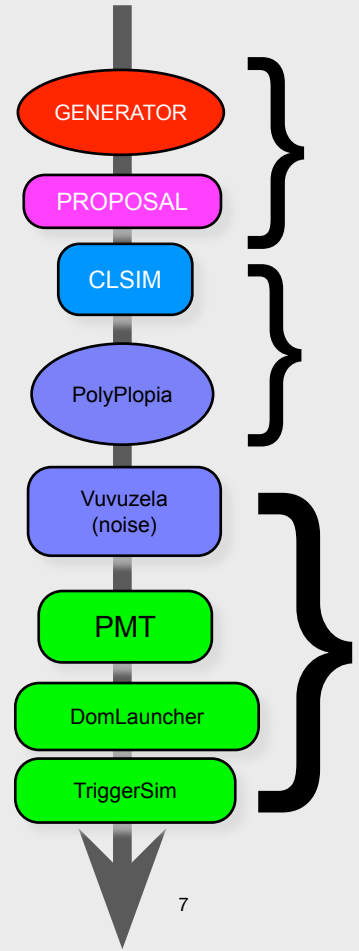 GENERATOR
PROPOSAL
CLSIM
PolyPlopia
Vuvuzela
(noise)
PMT
DomLauncher
TriggerSim
7